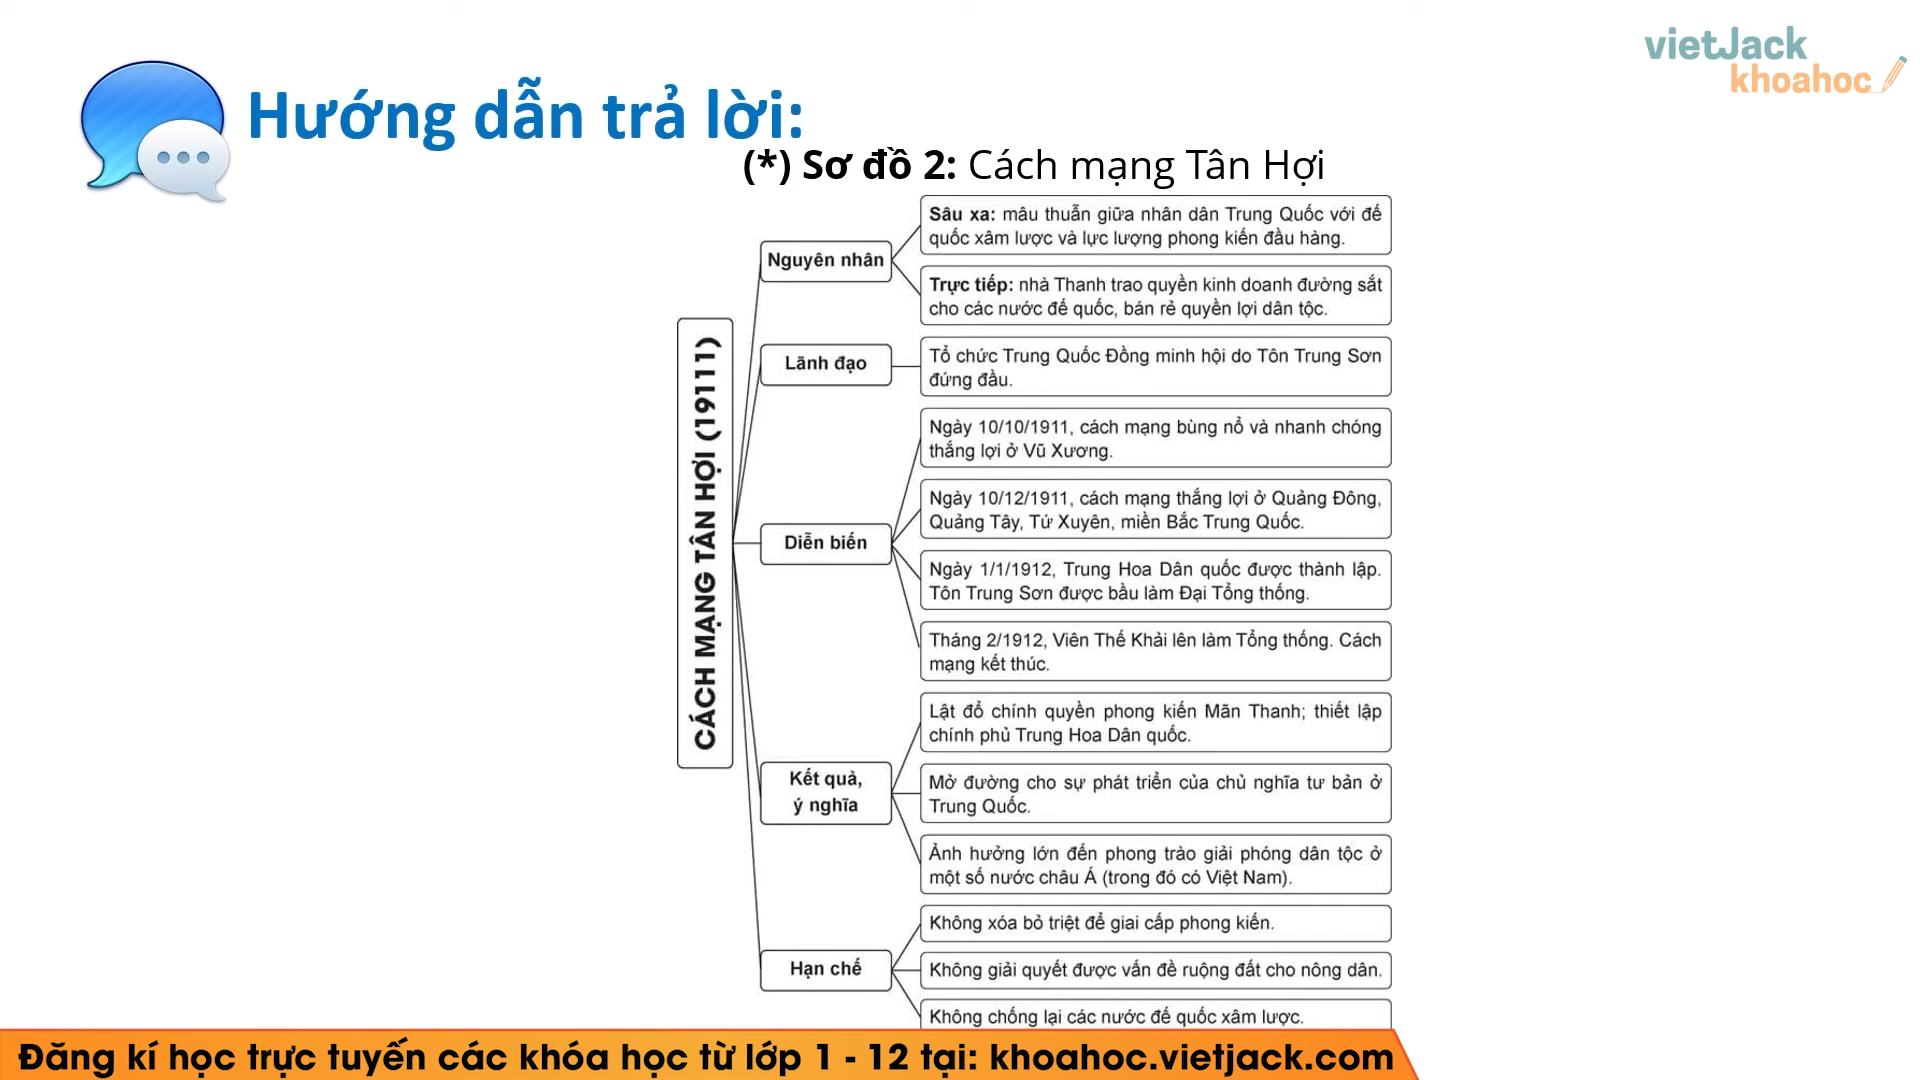 vietJack
khoahoc
Hướng dẫn trả lời:
(*) Sơ đồ 2: Cách mạng Tân Hợi
CÁCH MẠNG TÂN HỢI (1911)
Nguyên nhân
Sâu xa: mâu thuẫn giữa nhân dân Trung Quốc với đế
quốc xâm lược và lực lượng phong kiến đầu hàng.
Trực tiếp: nhà Thanh trao quyền kinh doanh đường sắt
cho các nước đế quốc, bán rẻ quyền lợi dân tộc.
Lãnh đạo
Tổ chức Trung Quốc Đồng minh hội do Tôn Trung Sơn
đứng đầu.
Diễn biến
Ngày 10/10/1911, cách mạng bùng nổ và nhanh chóng
thắng lợi ở Vũ Xương.
Ngày 10/12/1911, cách mạng thắng lợi ở Quảng Đông,
Quảng Tây, Tứ Xuyên, miền Bắc Trung Quốc.
Ngày 1/1/1912, Trung Hoa Dân quốc được thành lập.
Tôn Trung Sơn được bầu làm Đại Tổng thống.
Tháng 2/1912, Viên Thế Khải lên làm Tổng thống. Cách
mạng kết thúc.
Kết quả,
ý nghĩa
Lật đổ chính quyền phong kiến Mãn Thanh; thiết lập
chính phủ Trung Hoa Dân quốc.
Mở đường cho sự phát triển của chủ nghĩa tư bản ở
Trung Quốc.
Ảnh hưởng lớn đến phong trào giải phóng dân tộc ở
một số nước châu Á (trong đó có Việt Nam).
Hạn chế
Không xóa bỏ triệt để giai cấp phong kiến.
Không giải quyết được vấn đề ruộng đất cho nông dân.
Không chống lại các nước đế quốc xâm lược.
Đăng kí học trực tuyến các khóa học từ lớp 1 - 12 tại: khoahoc.vietjack.com